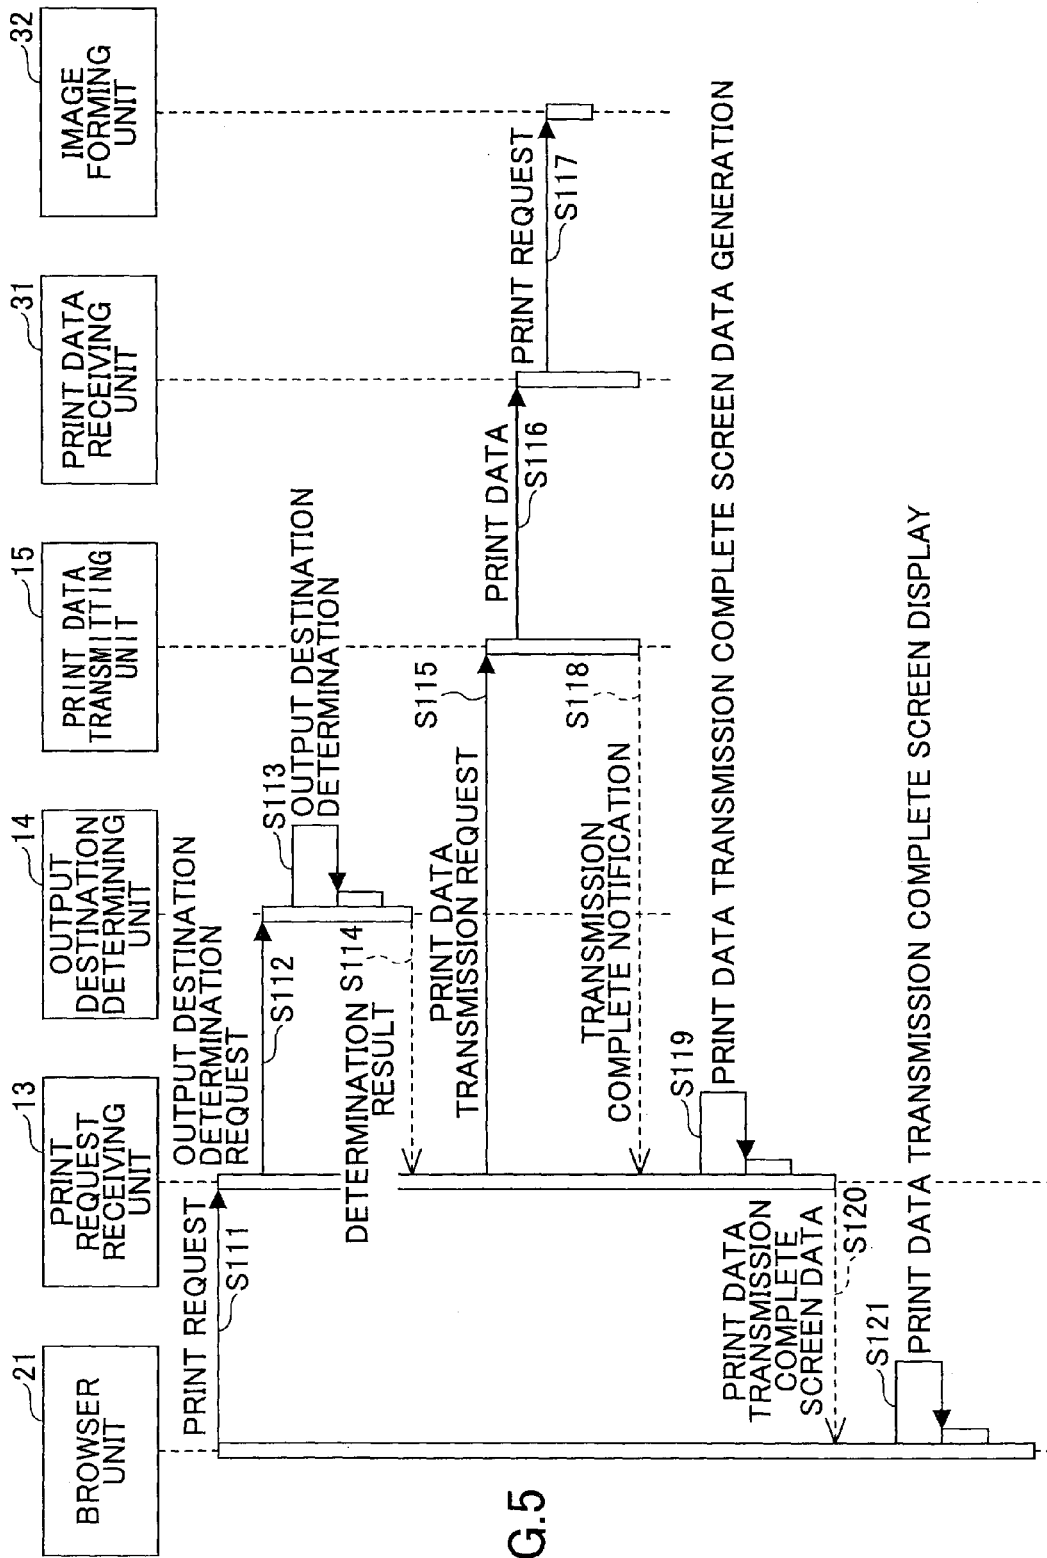 G.5
21
BROWSER
UNIT
13
PRINT
REQUEST
RECEIVING
UNIT
14
OUTPUT
DESTINATION
DETERMINING
UNIT
15
PRINT DATA
TRANSMITTING
UNIT
31
PRINT DATA
RECEIVING
UNIT
32
IMAGE
FORMING
UNIT
PRINT REQUEST
S111
OUTPUT DESTINATION
DETERMINATION
REQUEST
S112
S113
OUTPUT DESTINATION
DETERMINATION
DETERMINATION
RESULT
S114
PRINT DATA
TRANSMISSION REQUEST
S115
PRINT DATA
S116
PRINT REQUEST
S117
TRANSMISSION
COMPLETE NOTIFICATION
S118
S119
PRINT DATA TRANSMISSION COMPLETE SCREEN DATA GENERATION
PRINT DATA
TRANSMISSION
COMPLETE
SCREEN DATA
S120
S121
PRINT DATA TRANSMISSION COMPLETE SCREEN DISPLAY